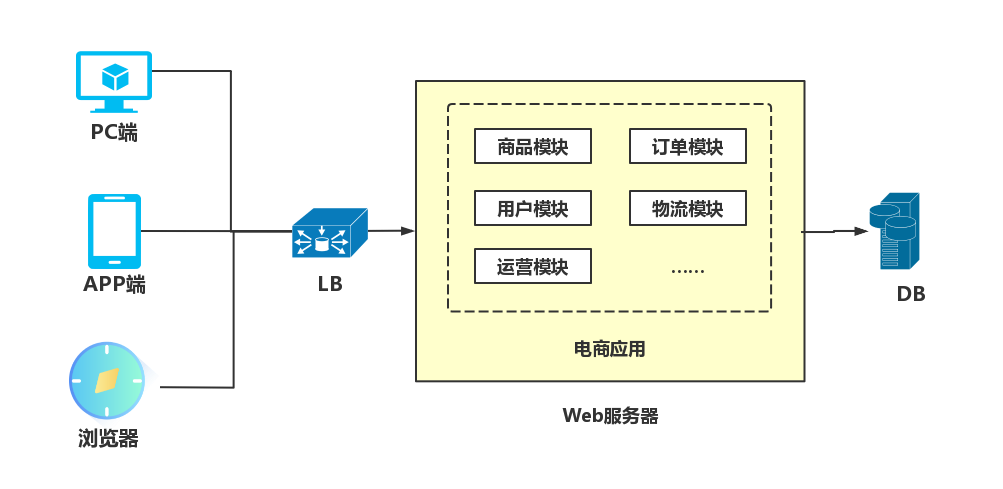 PC端
APP端
浏览器
LB
商品模块
订单模块
用户模块
物流模块
运营模块
……
电商应用
Web服务器
DB